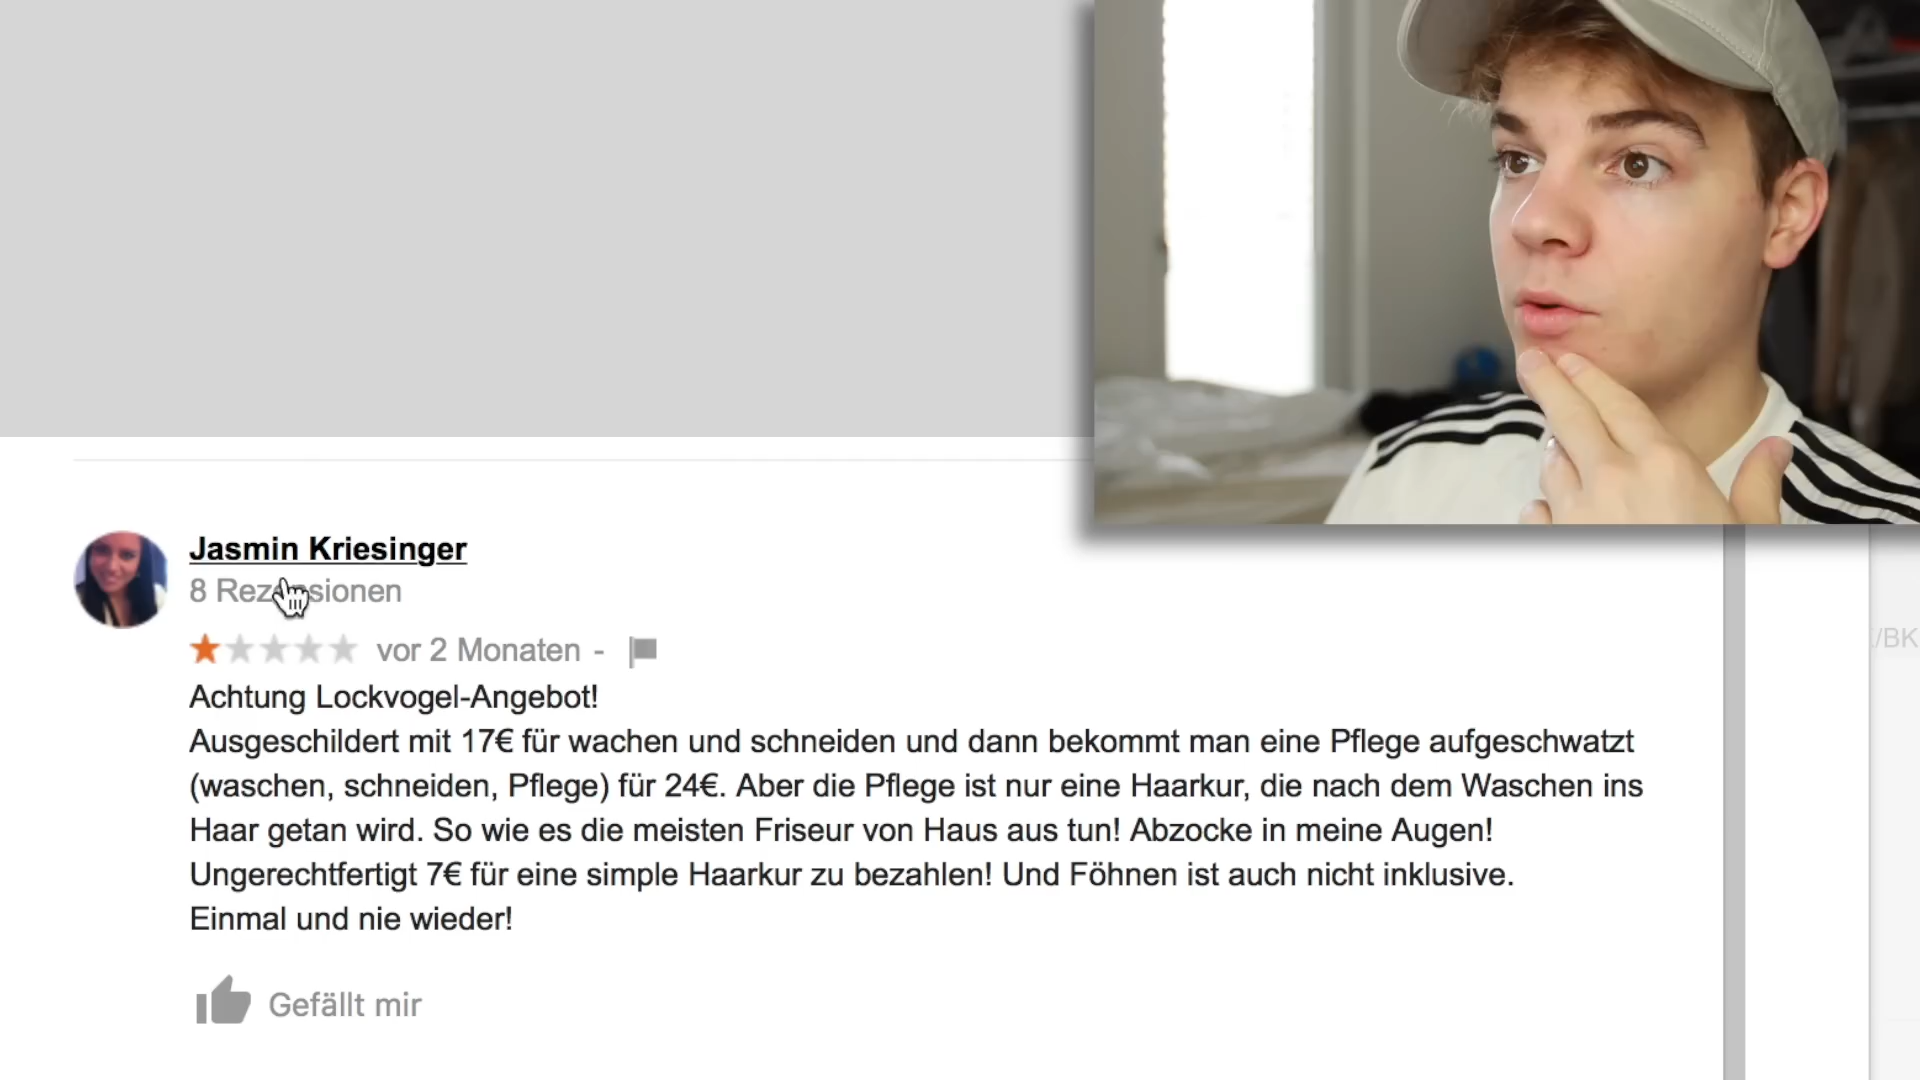 Jasmin Kriesinger
8 Rezensionen
vor 2 Monaten -
Achtung Lockvogel-Angebot!
Ausgeschildert mit 17€ für wachen und schneiden und dann bekommt man eine Pflege aufgeschwatzt
(waschen, schneiden, Pflege) für 24€. Aber die Pflege ist nur eine Haarkur, die nach dem Waschen ins
Haar getan wird. So wie es die meisten Friseur von Haus aus tun! Abzocke in meine Augen!
Ungerechtfertigt 7€ für eine simple Haarkur zu bezahlen! Und Föhnen ist auch nicht inklusive.
Einmal und nie wieder!
Gefällt mir
/BK